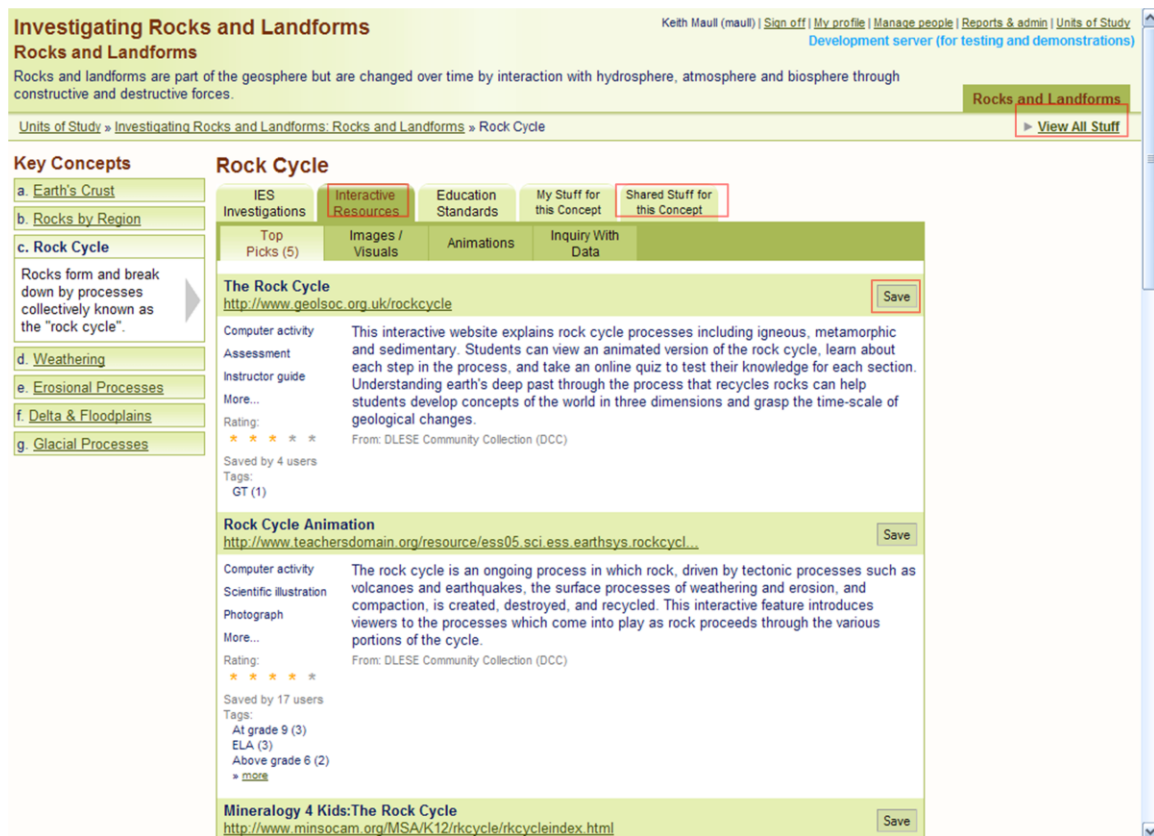 Investigating Rocks and Landforms
Keith Maull (maull) | Sign off | My profile | Manage people | Reports & admin | Units of Study
Rocks and Landforms
Development server (for testing and demonstrations)
Rocks and landforms are part of the geosphere but are changed over time by interaction with hydrosphere, atmosphere and biosphere through
constructive and destructive forces.
Rocks and Landforms
Units of Study » Investigating Rocks and Landforms: Rocks and Landforms » Rock Cycle
View All Stuff
Key Concepts
a. Earth's Crust
b. Rocks by Region
c. Rock Cycle
Rocks form and break
down by processes
collectively known as
the "rock cycle".
d. Weathering
e. Erosional Processes
f. Delta & Floodplains
g. Glacial Processes
Rock Cycle
IES
Investigations
Interactive
Resources
Education
Standards
My Stuff for
this Concept
Shared Stuff for
this Concept
Top
Picks (5)
Images /
Visuals
Animations
Inquiry With
Data
The Rock Cycle
http://www.geolsoc.org.uk/rockcycle
Save
Computer activity
Assessment
Instructor guide
More...
Rating:
★ ★ ★ ★ ★
Saved by 4 users
Tags:
GT (1)
This interactive website explains rock cycle processes including igneous, metamorphic
and sedimentary. Students can view an animated version of the rock cycle, learn about
each step in the process, and take an online quiz to test their knowledge for each section.
Understanding earth's deep past through the process that recycles rocks can help
students develop concepts of the world in three dimensions and grasp the time-scale of
geological changes.
From: DLESE Community Collection (DCC)
Rock Cycle Animation
http://www.teachersdomain.org/resource/ess05.sci.ess.earthsys.rockcycl...
Save
Computer activity
Scientific illustration
Photograph
More...
Rating:
★ ★ ★ ★ ★
Saved by 17 users
Tags:
At grade 9 (3)
ELA (3)
Above grade 6 (2)
» more
The rock cycle is an ongoing process in which rock, driven by tectonic processes such as
volcanoes and earthquakes, the surface processes of weathering and erosion, and
compaction, is created, destroyed, and recycled. This interactive feature introduces
viewers to the processes which come into play as rock proceeds through the various
portions of the cycle.
From: DLESE Community Collection (DCC)
Mineralogy 4 Kids:The Rock Cycle
http://www.minsocam.org/MSA/K12/rkcycle/rkcycleindex.html
Save